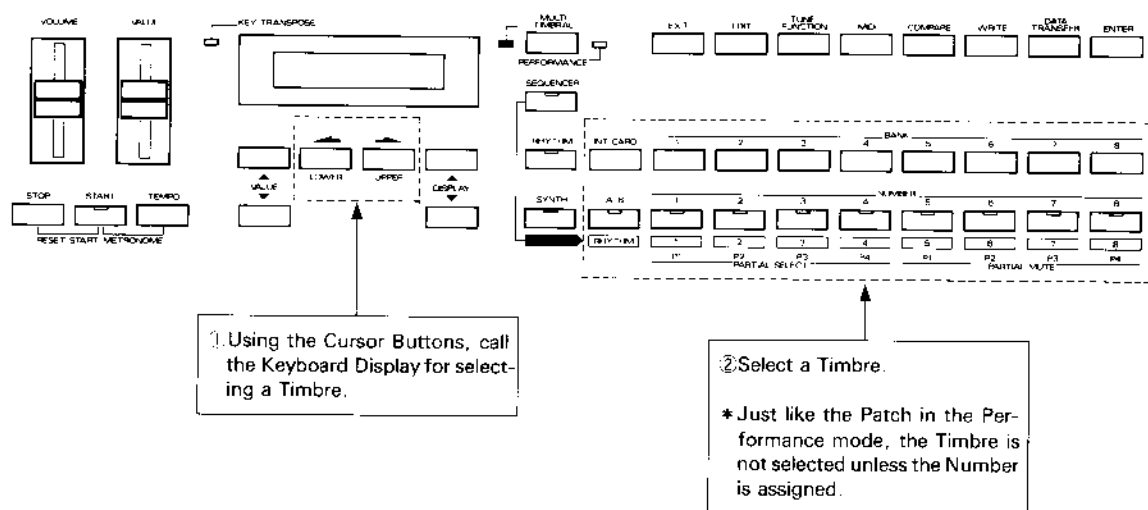 VOLUME VALUE KEY TRANSPOSE MULTI TIMBRAL EXIT EDIT TUNE FUNCTION MIDI COMPARE WRITE DATA TRANSFER ENTER
PERFORMANCE
SEQUENCER
RHYTHM INT CARD BANK
1 2 3 4 5 6 7 8
LOWER UPPER
VALUE DISPLAY
STOP START TEMPO
RESET START METRONOME
SYNTH A B NUMBER
1 2 3 4 5 6 7 8
RHYTHM 1 2 3 4 5 6 7 8
P1 P2 P3 P4 P1 P2 P3 P4
PARTIAL SELECT PARTIAL MUTE
①.Using the Cursor Buttons, call
the Keyboard Display for select-
ing a Timbre.
②Select a Timbre.
*Just like the Patch in the Per-
formance mode, the Timbre is
not selected unless the Number
is assigned.